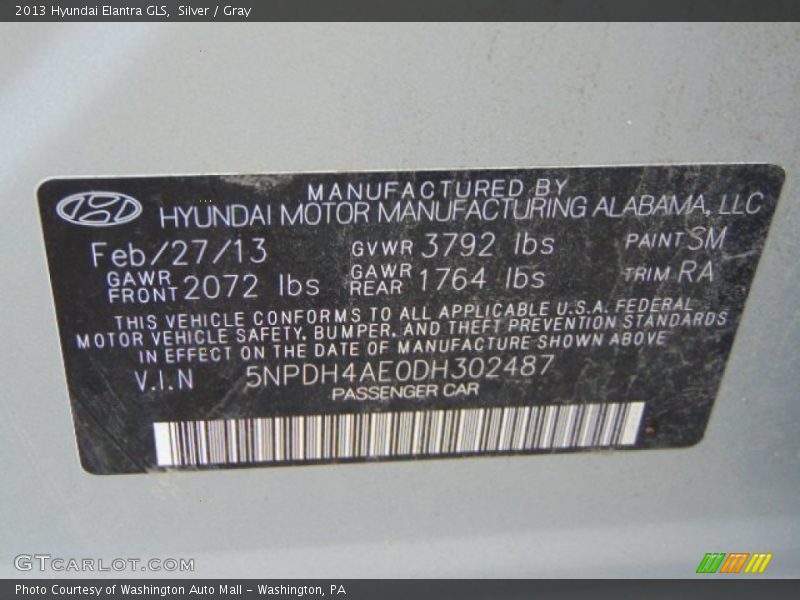 2013 Hyundai Elantra GLS, Silver / Gray
MANUFACTURED BY
HYUNDAI MOTOR MANUFACTURING ALABAMA, LLC
Feb/27/13 GVWR 3792 lbs PAINT SM
GAWR FRONT 2072 lbs GAWR REAR 1764 lbs TRIM RA
THIS VEHICLE CONFORMS TO ALL APPLICABLE U.S.A. FEDERAL
MOTOR VEHICLE SAFETY, BUMPER, AND THEFT PREVENTION STANDARDS
IN EFFECT ON THE DATE OF MANUFACTURE SHOWN ABOVE
V.I.N 5NPDH4AE0DH302487
PASSENGER CAR
GTCARLOT.COM
Photo Courtesy of Washington Auto Mall - Washington, PA